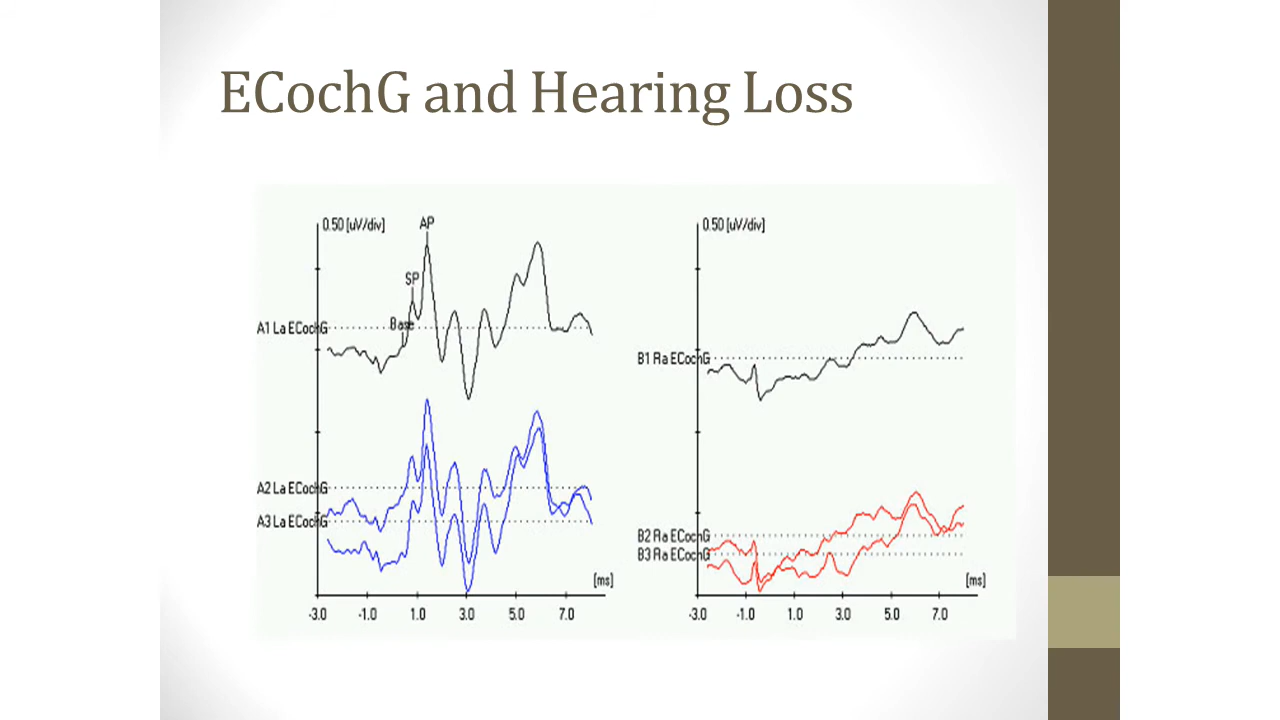 ECochG and Hearing Loss
0.50 [uV/div]
AP
SP
Base
A1 La ECochG
A2 La ECochG
A3 La ECochG
[ms]
-3.0 -1.0 1.0 3.0 5.0 7.0
0.50 [uV/div]
B1 Ra ECochG
B2 Ra ECochG
B3 Ra ECochG
[ms]
-3.0 -1.0 1.0 3.0 5.0 7.0